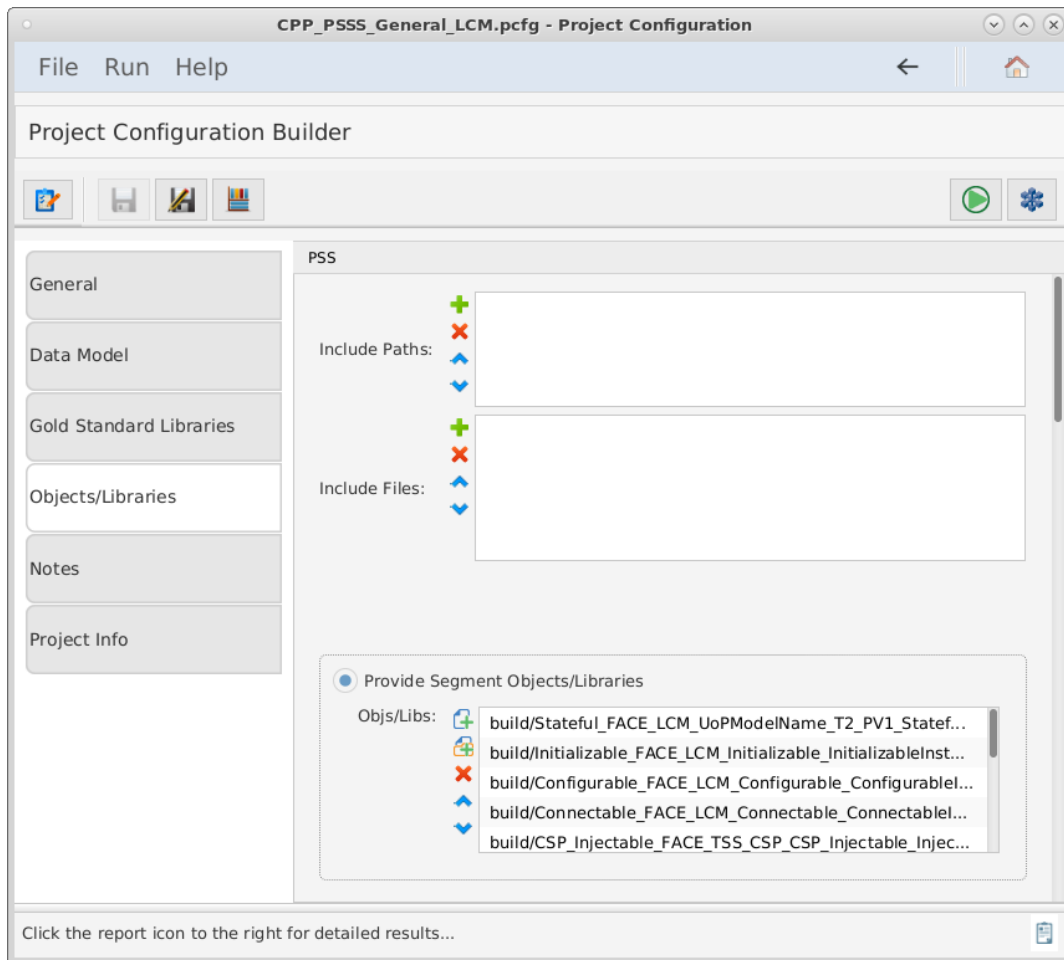 CPP_PSSS_General_LCM.pcfg - Project Configuration
File Run Help
Project Configuration Builder
PSS
General
Data Model
Gold Standard Libraries
Objects/Libraries
Notes
Project Info
Include Paths:
Include Files:
Provide Segment Objects/Libraries
Objs/Libs:
build/Stateful_FACE_LCM_UoPModelName_T2_PV1_Statef...
build/Initializable_FACE_LCM_Initializable_InitializableInst...
build/Configurable_FACE_LCM_Configurable_ConfigurableI...
build/Connectable_FACE_LCM_Connectable_ConnectableI...
build/CSP_Injectable_FACE_TSS_CSP_CSP_Injectable_Injec...
Click the report icon to the right for detailed results...